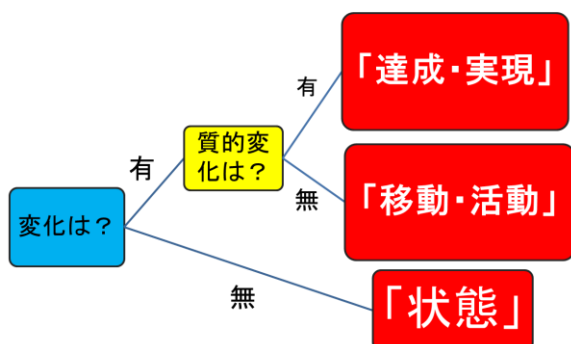 「達成・実現」
有
質的変
化は？
有
無
「移動・活動」
変化は？
無
「状態」